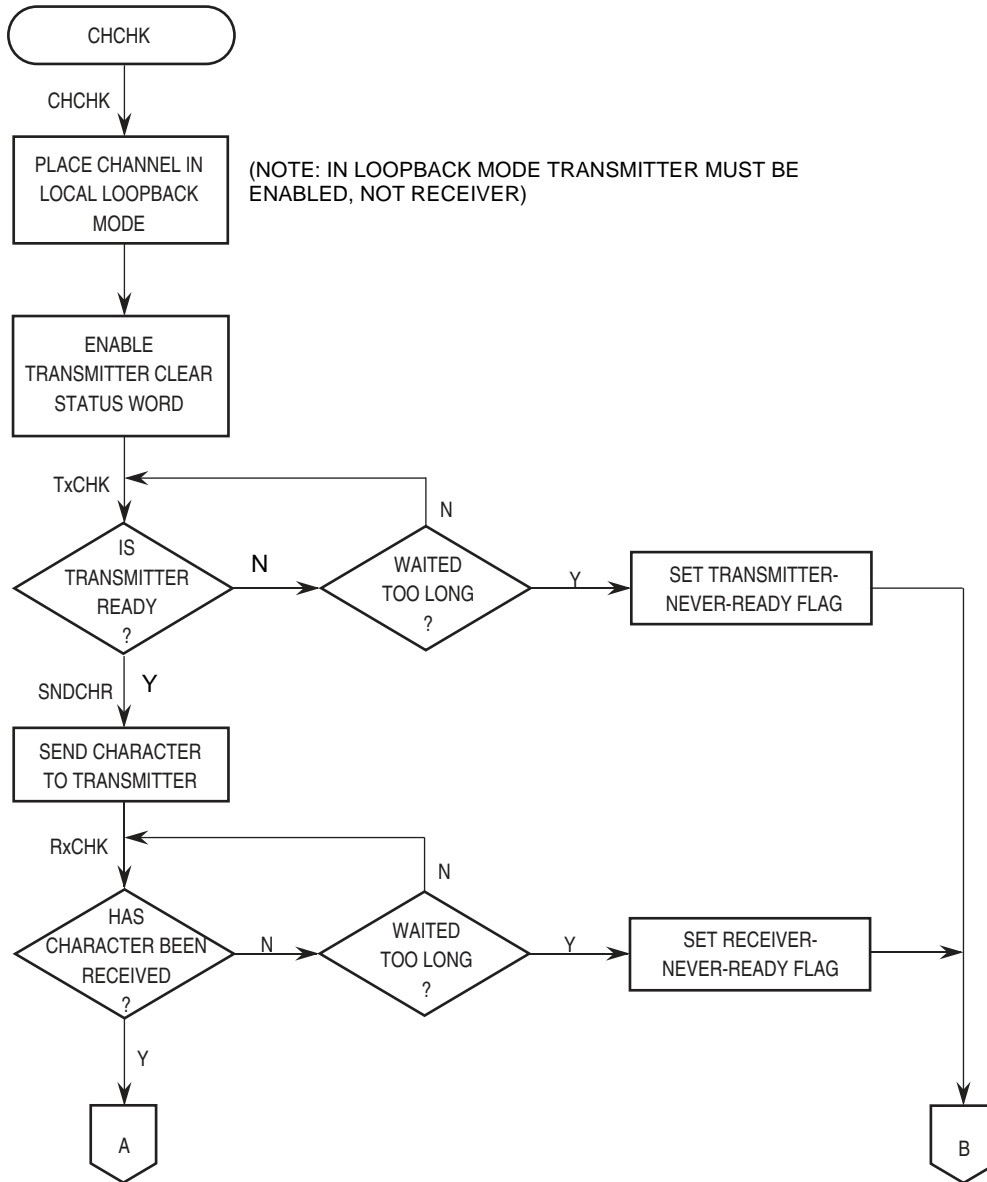 CHCHK
CHCHK
PLACE CHANNEL IN
LOCAL LOOPBACK
MODE
(NOTE: IN LOOPBACK MODE TRANSMITTER MUST BE
ENABLED, NOT RECEIVER)
ENABLE
TRANSMITTER CLEAR
STATUS WORD
TxCHK
N
IS
TRANSMITTER
READY
?
N
WAITED
TOO LONG
?
Y
SET TRANSMITTER-
NEVER-READY FLAG
SNDCHR
Y
SEND CHARACTER
TO TRANSMITTER
RxCHK
N
HAS
CHARACTER BEEN
RECEIVED
?
N
WAITED
TOO LONG
?
Y
SET RECEIVER-
NEVER-READY FLAG
Y
A
B